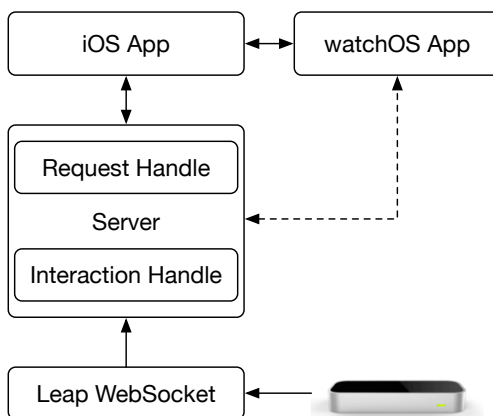 iOS App
watchOS App
Request Handle
Server
Interaction Handle
Leap WebSocket